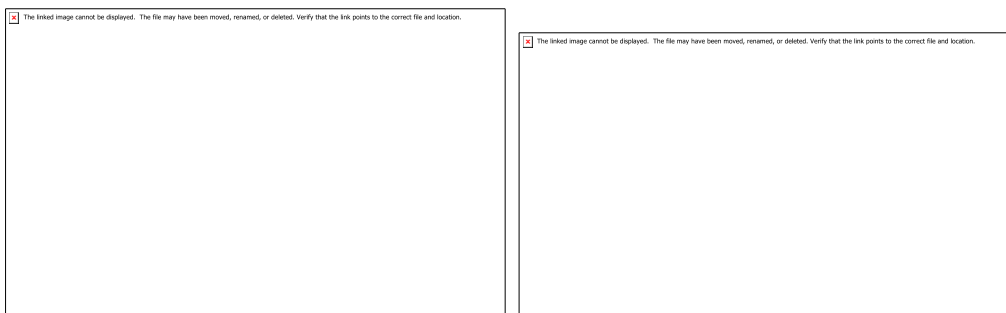 The linked image cannot be displayed. The file may have been moved, renamed, or deleted. Verify that the link points to the correct file and location.
The linked image cannot be displayed. The file may have been moved, renamed, or deleted. Verify that the link points to the correct file and location.